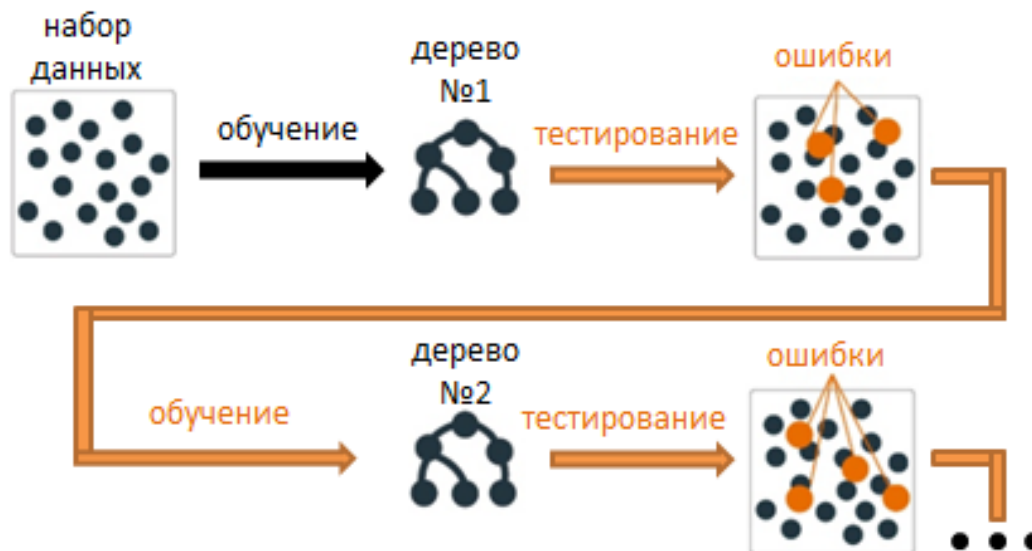 набор
данных
обучение
дерево
№1
тестирование
ошибки
обучение
дерево
№2
тестирование
ошибки